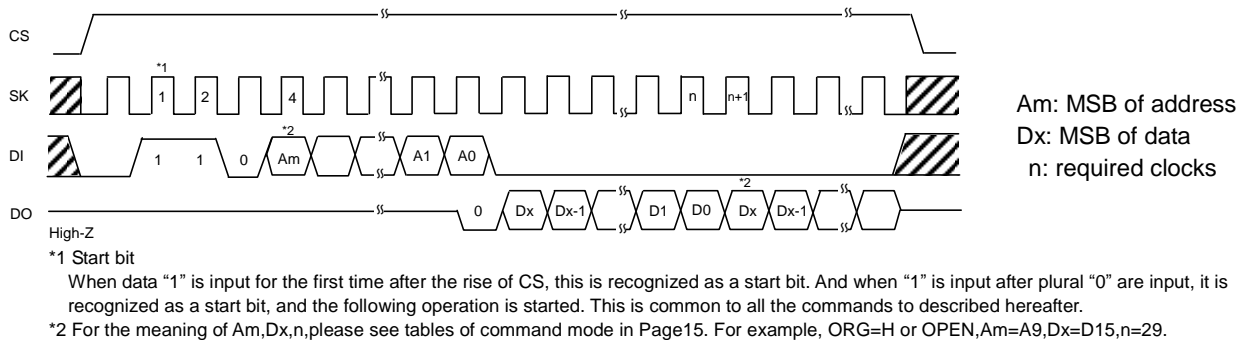 CS
*1
SK 1 2 4 n n+1
*2
DI 1 1 0 Am A1 A0
*2
DO 0 Dx Dx-1 D1 D0 Dx Dx-1
High-Z
Am: MSB of address
Dx: MSB of data
n: required clocks
*1 Start bit
When data “1” is input for the first time after the rise of CS, this is recognized as a start bit. And when “1” is input after plural “0” are input, it is
recognized as a start bit, and the following operation is started. This is common to all the commands to described hereafter.
*2 For the meaning of Am,Dx,n,please see tables of command mode in Page15. For example, ORG=H or OPEN,Am=A9,Dx=D15,n=29.